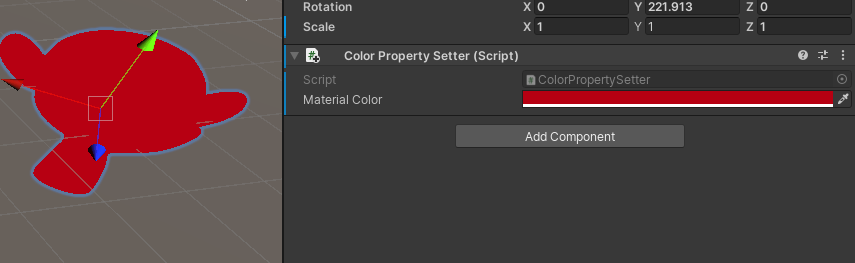 Rotation X 0 Y 221.913 Z 0
Scale X 1 Y 1 Z 1
# Color Property Setter (Script)
Script # ColorPropertySetter
Material Color
Add Component